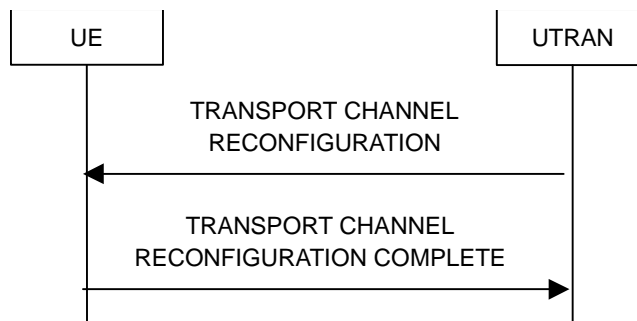 UE
UTRAN
TRANSPORT CHANNEL
RECONFIGURATION
TRANSPORT CHANNEL
RECONFIGURATION COMPLETE